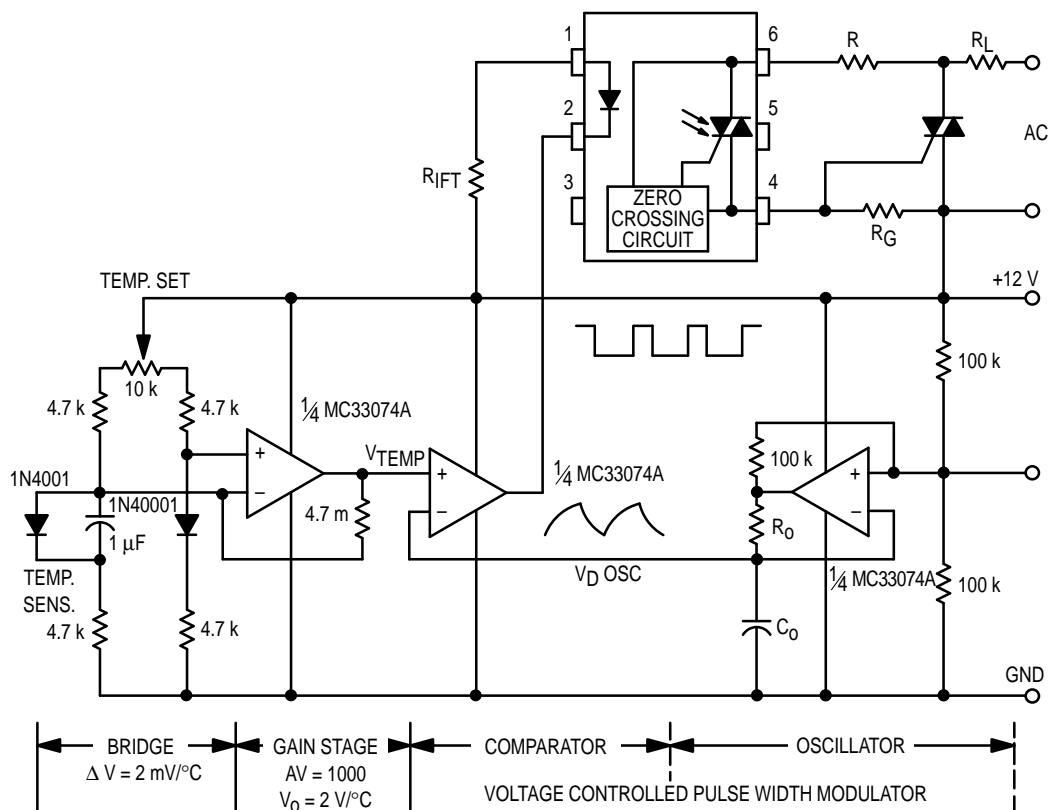 1
6
R
RL
2
5
AC
RIFT
3
4
ZERO
CROSSING
CIRCUIT
RG
TEMP. SET
+12 V
10 k
100 k
4.7 k
4.7 k
1/4 MC33074A
VTEMP
1/4 MC33074A
100 k
1N4001
1N40001
+
−
+
−
+
−
4.7 m
Ro
1 µF
VD OSC
1/4 MC33074A
100 k
TEMP.
SENS.
4.7 k
4.7 k
Co
GND
BRIDGE
Δ V = 2 mV/°C
GAIN STAGE
AV = 1000
Vo = 2 V/°C
COMPARATOR
OSCILLATOR
VOLTAGE CONTROLLED PULSE WIDTH MODULATOR